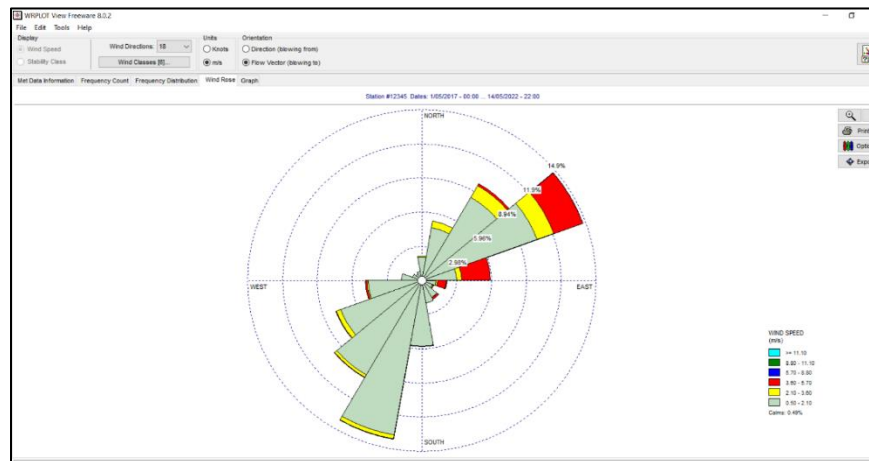 WRPLOT View Freeware 8.0.2
File Edit Tools Help
Display
Wind Speed
Stability Class
Wind Directions: 18
Wind Classes [6]...
Units
Knots
m/s
Orientation
Direction (blowing from)
Flow Vector (blowing to)
Met Data Information Frequency Count Frequency Distribution Wind Rose Graph
Station #12345 Dates: 1/05/2017 - 00:00 ... 14/05/2022 - 22:00
NORTH
14.9%
11.9%
8.94%
5.96%
2.98%
WEST
EAST
SOUTH
WIND SPEED
(m/s)
>= 11.10
8.80 - 11.10
5.70 - 8.80
3.60 - 5.70
2.10 - 3.60
0.50 - 2.10
Calms: 0.49%